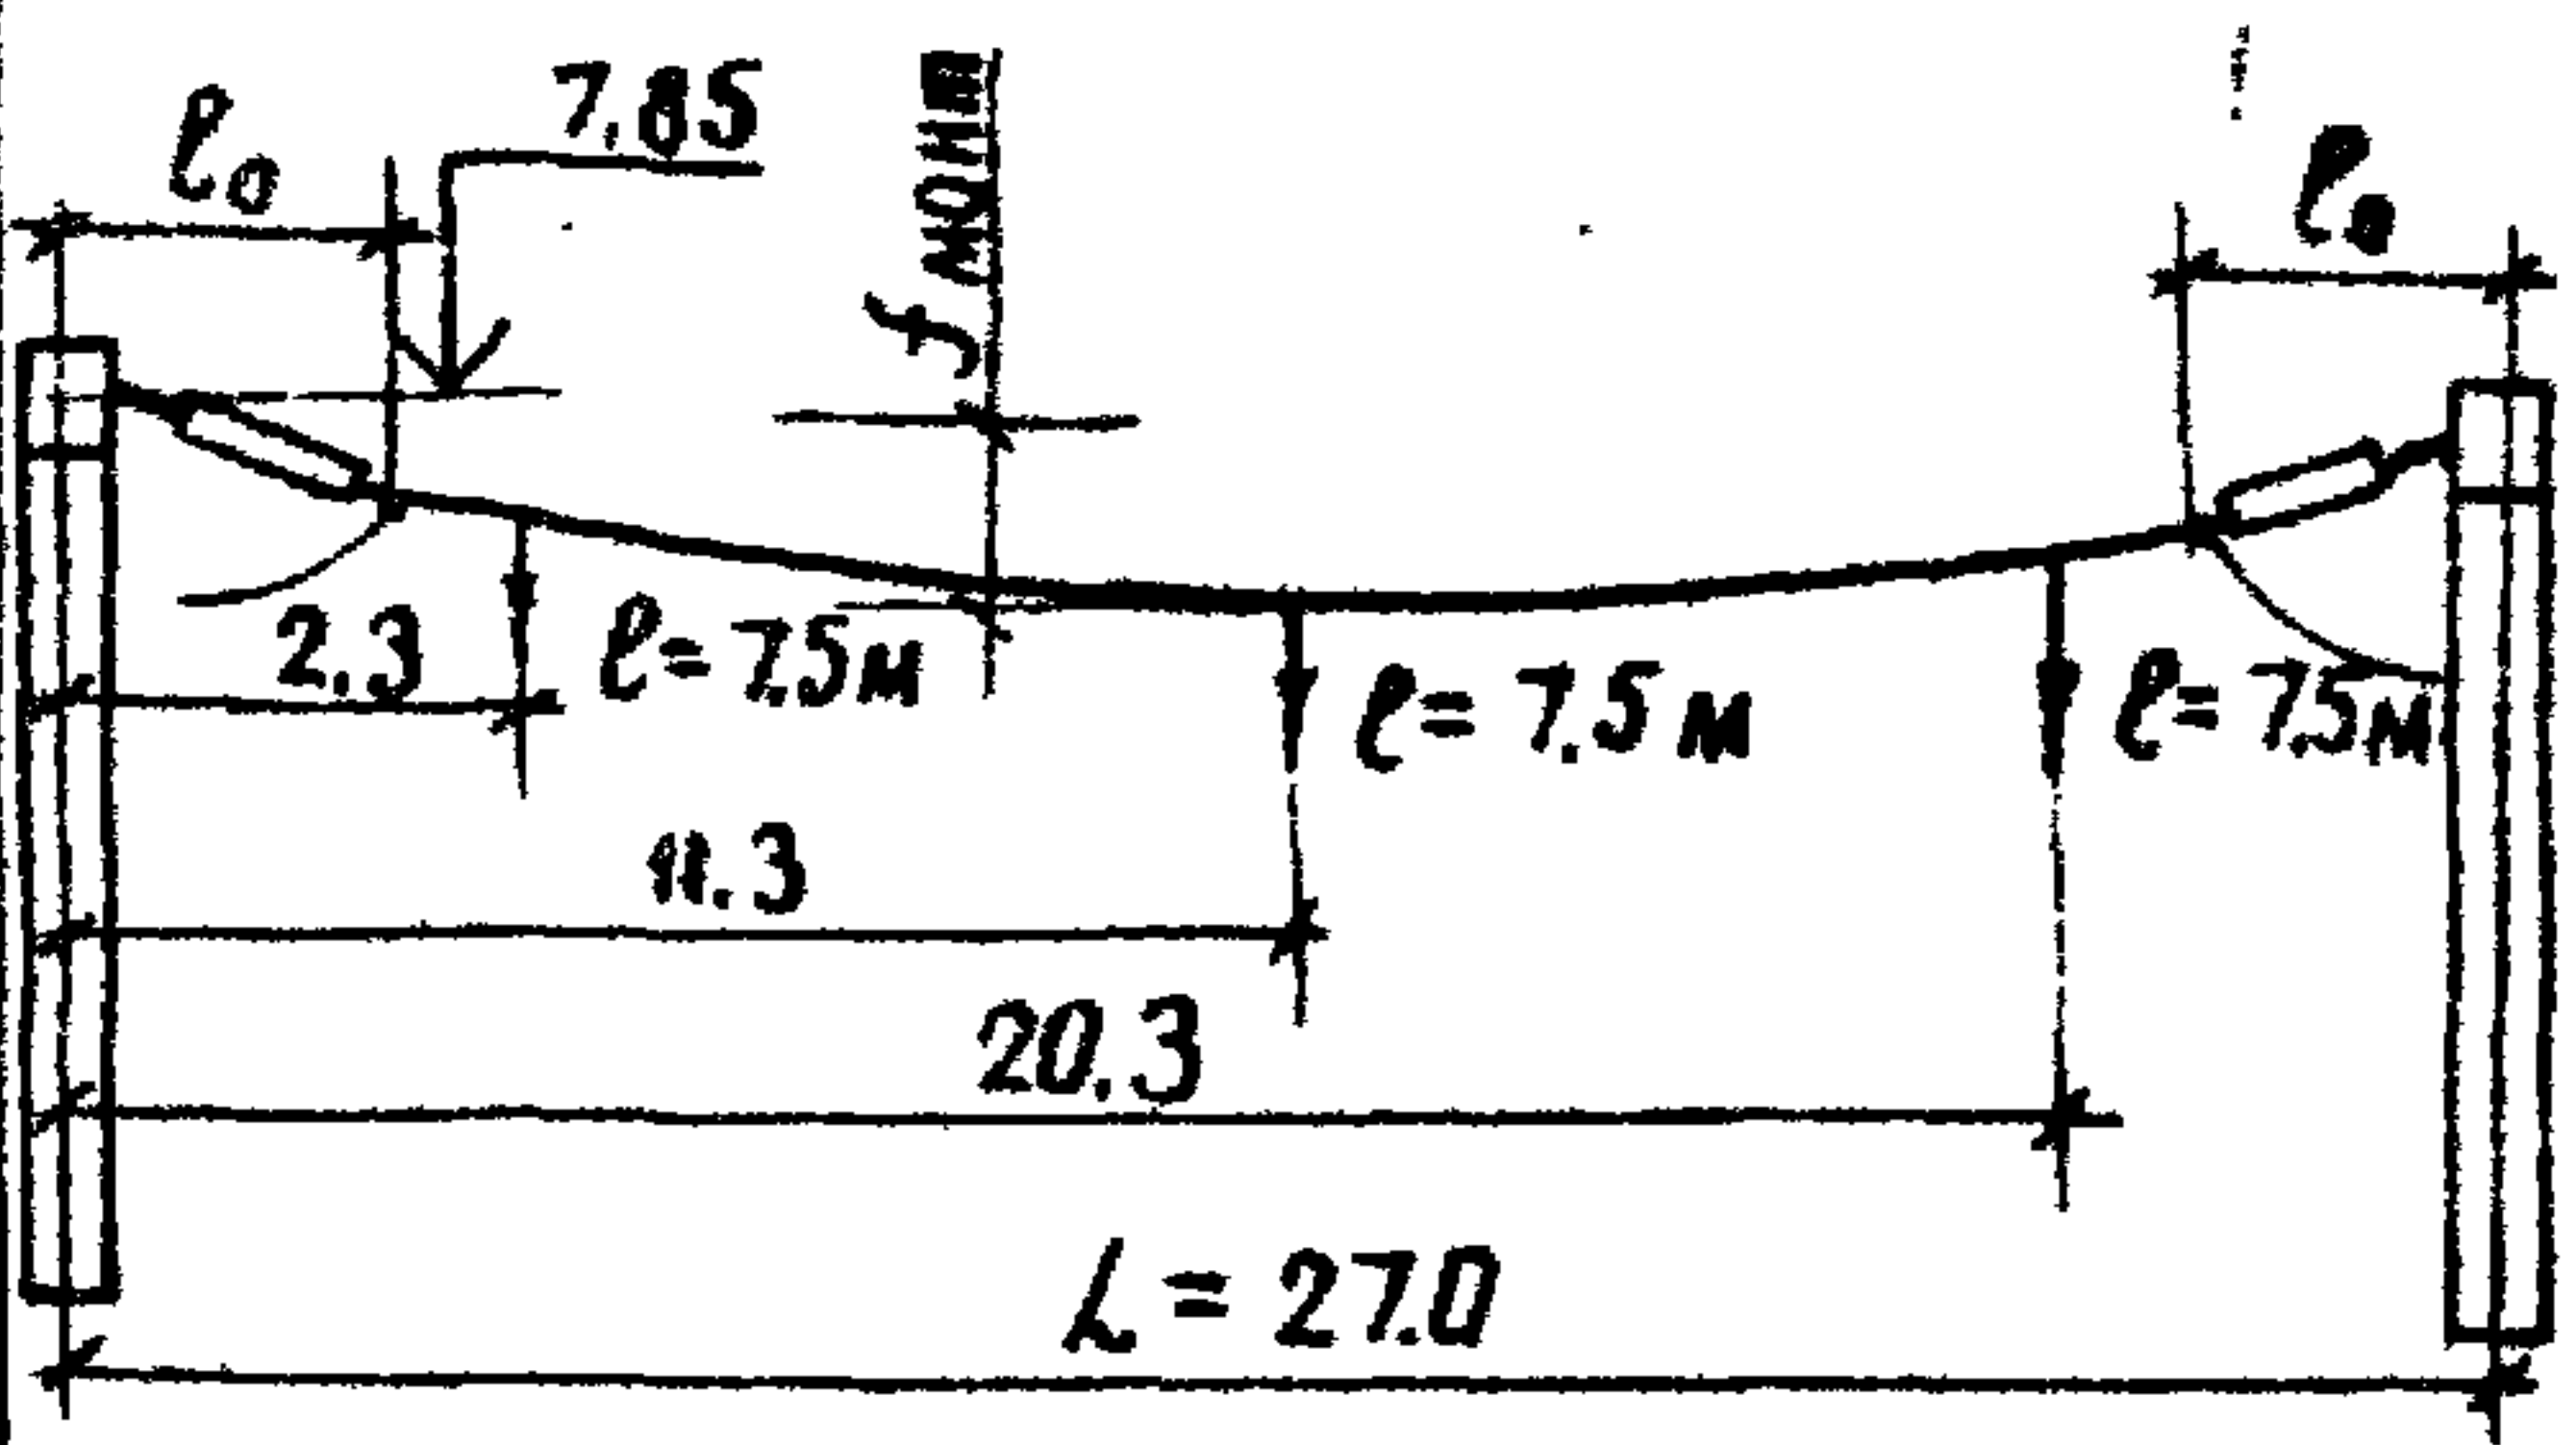 ℓ₀
7,85
f монт
ℓ₀
2.3
ℓ= 7.5м
ℓ= 7.5м
ℓ= 7.5м
11.3
20.3
L = 27.0